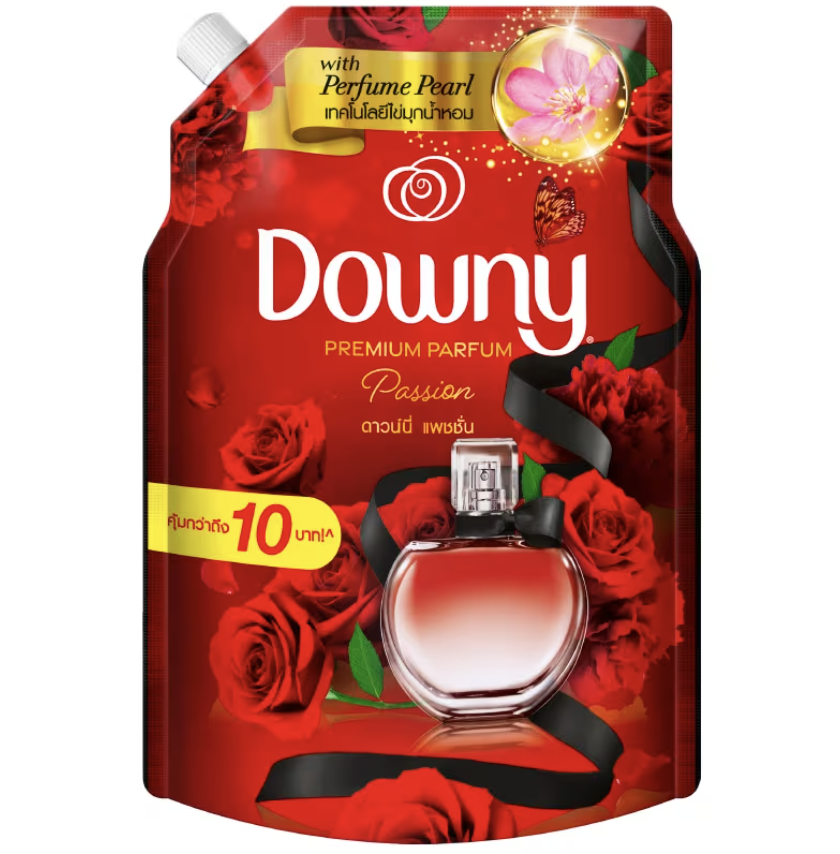 with
Perfume Pearl
เทคโนโลยีไข่มุกน้ำหอม
Downy
PREMIUM PARFUM
Passion
ดาวน์นี่ แพชชั่น
คุ้มกว่าถึง 10 บาท!^